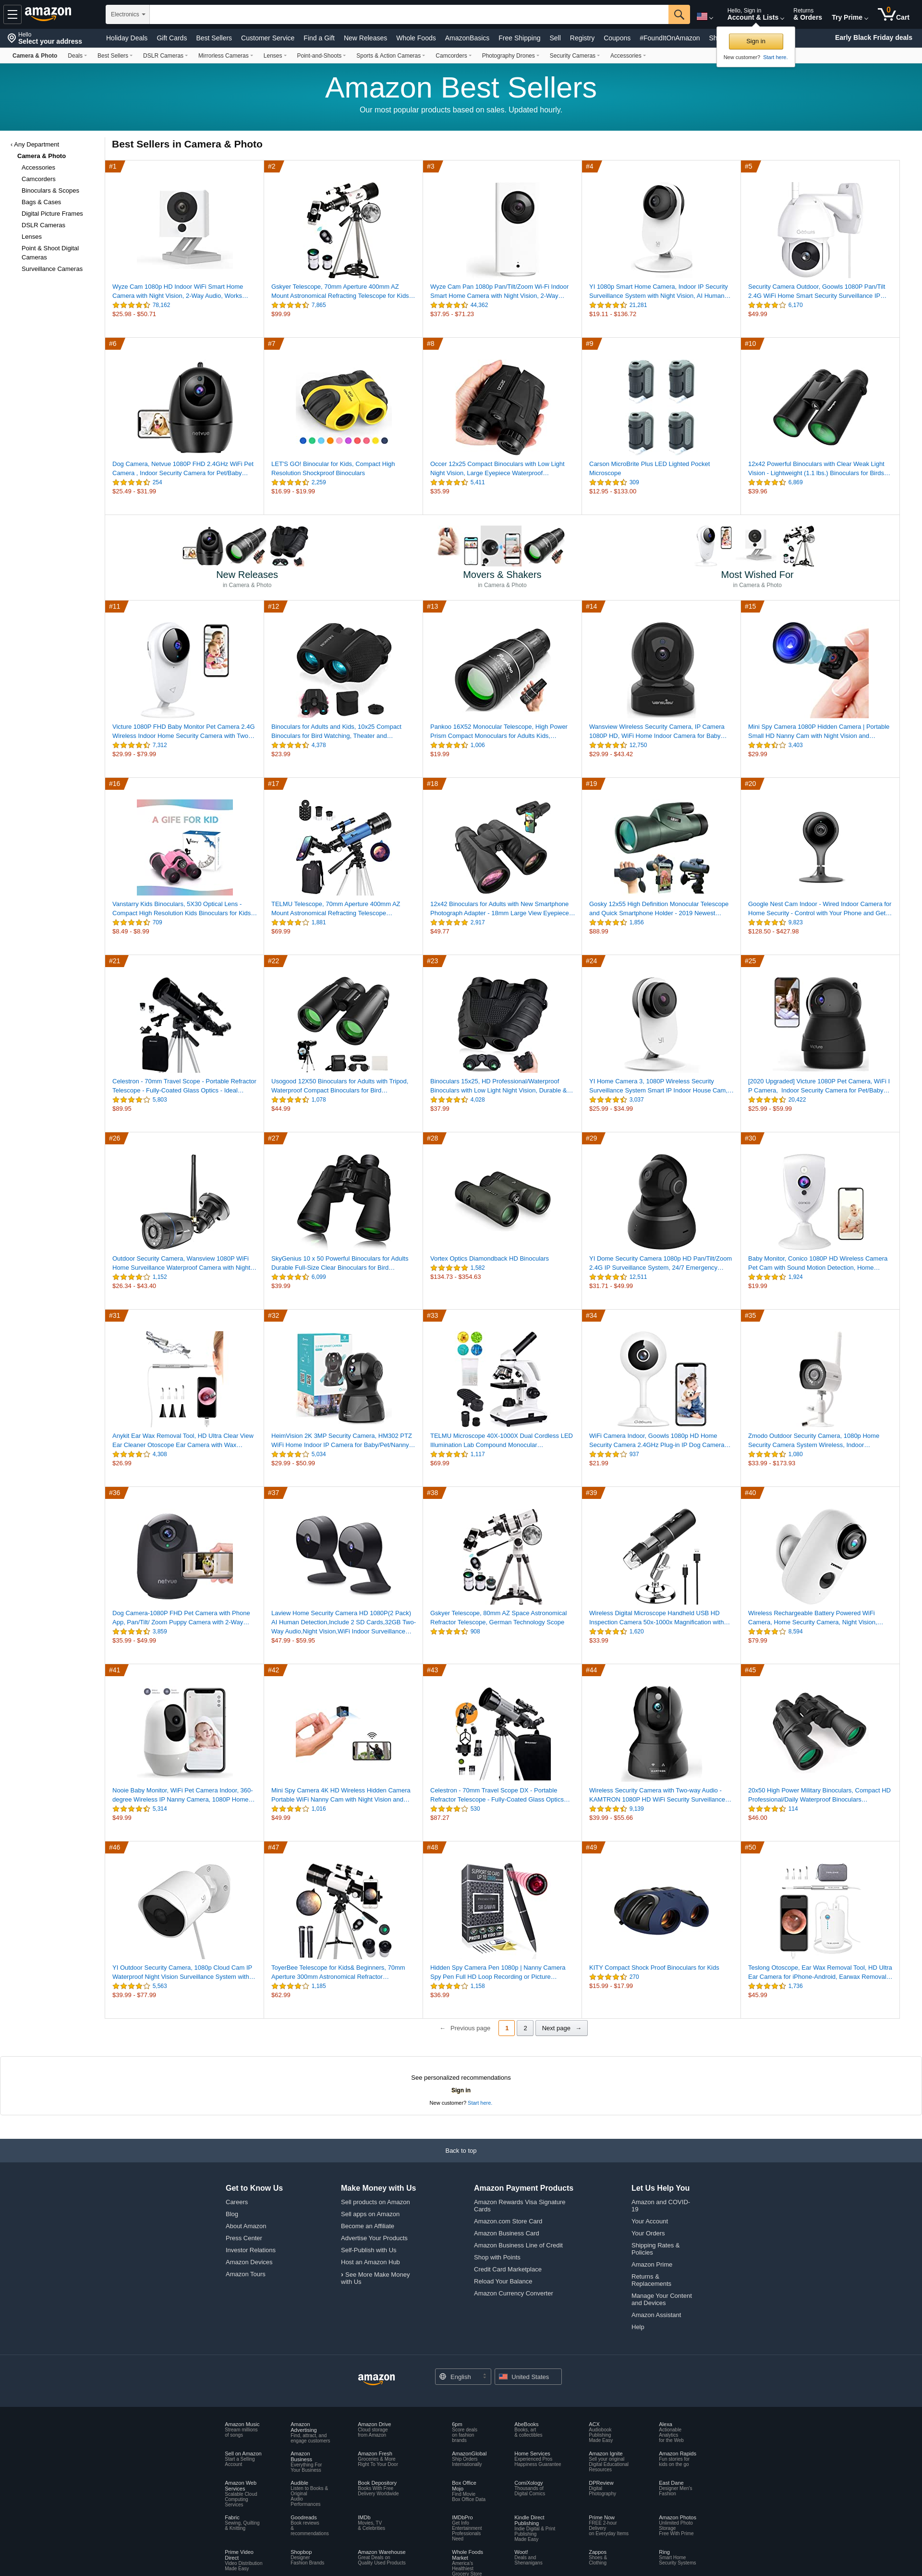 amazon
Electronics
Hello, Sign in
Account & Lists
Returns
& Orders
Try Prime
0
Cart
Hello
Select your address
Holiday Deals
Gift Cards
Best Sellers
Customer Service
Find a Gift
New Releases
Whole Foods
AmazonBasics
Free Shipping
Sell
Registry
Coupons
#FoundItOnAmazon
Sh
Early Black Friday deals
Sign in
New customer? Start here.
Camera & Photo
Deals
Best Sellers
DSLR Cameras
Mirrorless Cameras
Lenses
Point-and-Shoots
Sports & Action Cameras
Camcorders
Photography Drones
Security Cameras
Accessories
Amazon Best Sellers
Our most popular products based on sales. Updated hourly.
‹ Any Department
Camera & Photo
Accessories
Camcorders
Binoculars & Scopes
Bags & Cases
Digital Picture Frames
DSLR Cameras
Lenses
Point & Shoot Digital
Cameras
Surveillance Cameras
Best Sellers in Camera & Photo
#1
Wyze Cam 1080p HD Indoor WiFi Smart Home
Camera with Night Vision, 2-Way Audio, Works…
78,162
$25.98 - $50.71
#2
Gskyer Telescope, 70mm Aperture 400mm AZ
Mount Astronomical Refracting Telescope for Kids…
7,865
$99.99
#3
Wyze Cam Pan 1080p Pan/Tilt/Zoom Wi-Fi Indoor
Smart Home Camera with Night Vision, 2-Way…
44,362
$37.95 - $71.23
#4
YI 1080p Smart Home Camera, Indoor IP Security
Surveillance System with Night Vision, AI Human…
21,281
$19.11 - $136.72
#5
Security Camera Outdoor, Goowls 1080P Pan/Tilt
2.4G WiFi Home Smart Security Surveillance IP…
6,170
$49.99
#6
netvue
Dog Camera, Netvue 1080P FHD 2.4GHz WiFi Pet
Camera , Indoor Security Camera for Pet/Baby…
254
$25.49 - $31.99
#7
LET'S GO! Binocular for Kids, Compact High
Resolution Shockproof Binoculars
2,259
$16.99 - $19.99
#8
Occer 12x25 Compact Binoculars with Low Light
Night Vision, Large Eyepiece Waterproof…
5,411
$35.99
#9
Carson MicroBrite Plus LED Lighted Pocket
Microscope
309
$12.95 - $133.00
#10
12x42 Powerful Binoculars with Clear Weak Light
Vision - Lightweight (1.1 lbs.) Binoculars for Birds…
6,869
$39.96
New Releases
in Camera & Photo
Movers & Shakers
in Camera & Photo
Most Wished For
in Camera & Photo
#11
Victure 1080P FHD Baby Monitor Pet Camera 2.4G
Wireless Indoor Home Security Camera with Two…
7,312
$29.99 - $79.99
#12
Binoculars for Adults and Kids, 10x25 Compact
Binoculars for Bird Watching, Theater and…
4,378
$23.99
#13
Pankoo 16X52 Monocular Telescope, High Power
Prism Compact Monoculars for Adults Kids,…
1,006
$19.99
#14
wansview
Wansview Wireless Security Camera, IP Camera
1080P HD, WiFi Home Indoor Camera for Baby…
12,750
$29.99 - $43.42
#15
Mini Spy Camera 1080P Hidden Camera | Portable
Small HD Nanny Cam with Night Vision and…
3,403
$29.99
#16
A GIFE FOR KID
Vanstarry Kids Binoculars, 5X30 Optical Lens -
Compact High Resolution Kids Binoculars for Kids…
709
$8.49 - $8.99
#17
TELMU Telescope, 70mm Aperture 400mm AZ
Mount Astronomical Refracting Telescope…
1,881
$69.99
#18
12x42 Binoculars for Adults with New Smartphone
Photograph Adapter - 18mm Large View Eyepiece…
2,917
$49.77
#19
Gosky 12x55 High Definition Monocular Telescope
and Quick Smartphone Holder - 2019 Newest…
1,856
$88.99
#20
Google Nest Cam Indoor - Wired Indoor Camera for
Home Security - Control with Your Phone and Get…
9,823
$128.50 - $427.98
#21
Celestron - 70mm Travel Scope - Portable Refractor
Telescope - Fully-Coated Glass Optics - Ideal…
5,803
$89.95
#22
Usogood 12X50 Binoculars for Adults with Tripod,
Waterproof Compact Binoculars for Bird…
1,078
$44.99
#23
Binoculars 15x25, HD Professional/Waterproof
Binoculars with Low Light Night Vision, Durable &…
4,028
$37.99
#24
YI Home Camera 3, 1080P Wireless Security
Surveillance System Smart IP Indoor House Cam,…
3,037
$25.99 - $34.99
#25
[2020 Upgraded] Victure 1080P Pet Camera, WiFi I
P Camera, Indoor Security Camera for Pet/Baby…
20,422
$25.99 - $59.99
#26
Outdoor Security Camera, Wansview 1080P WiFi
Home Surveillance Waterproof Camera with Night…
1,152
$26.34 - $43.40
#27
SkyGenius 10 x 50 Powerful Binoculars for Adults
Durable Full-Size Clear Binoculars for Bird…
6,099
$39.99
#28
Vortex Optics Diamondback HD Binoculars
1,582
$134.73 - $354.63
#29
YI Dome Security Camera 1080p HD Pan/Tilt/Zoom
2.4G IP Surveillance System, 24/7 Emergency…
12,511
$31.71 - $49.99
#30
Baby Monitor, Conico 1080P HD Wireless Camera
Pet Cam with Sound Motion Detection, Home…
1,924
$19.99
#31
Anykit Ear Wax Removal Tool, HD Ultra Clear View
Ear Cleaner Otoscope Ear Camera with Wax…
4,308
$26.99
#32
HeimVision 2K 3MP Security Camera, HM302 PTZ
WiFi Home Indoor IP Camera for Baby/Pet/Nanny…
5,034
$29.99 - $50.99
#33
TELMU Microscope 40X-1000X Dual Cordless LED
Illumination Lab Compound Monocular…
1,117
$69.99
#34
WiFi Camera Indoor, Goowls 1080p HD Home
Security Camera 2.4GHz Plug-in IP Dog Camera…
937
$21.99
#35
Zmodo Outdoor Security Camera, 1080p Home
Security Camera System Wireless, Indoor…
1,080
$33.99 - $173.93
#36
netvue
Dog Camera-1080P FHD Pet Camera with Phone
App, Pan/Tilt/ Zoom Puppy Camera with 2-Way…
3,859
$35.99 - $49.99
#37
Laview Home Security Camera HD 1080P(2 Pack)
AI Human Detection,Include 2 SD Cards,32GB Two-
Way Audio,Night Vision,WiFi Indoor Surveillance…
$47.99 - $59.95
#38
Gskyer Telescope, 80mm AZ Space Astronomical
Refractor Telescope, German Technology Scope
908
#39
Wireless Digital Microscope Handheld USB HD
Inspection Camera 50x-1000x Magnification with…
1,620
$33.99
#40
Wireless Rechargeable Battery Powered WiFi
Camera, Home Security Camera, Night Vision,…
8,594
$79.99
#41
Nooie Baby Monitor, WiFi Pet Camera Indoor, 360-
degree Wireless IP Nanny Camera, 1080P Home…
5,314
$49.99
#42
Mini Spy Camera 4K HD Wireless Hidden Camera
Portable WiFi Nanny Cam with Night Vision and…
1,016
$49.99
#43
Celestron - 70mm Travel Scope DX - Portable
Refractor Telescope - Fully-Coated Glass Optics…
530
$87.27
#44
Wireless Security Camera with Two-way Audio -
KAMTRON 1080P HD WiFi Security Surveillance…
9,139
$39.99 - $55.66
#45
20x50 High Power Military Binoculars, Compact HD
Professional/Daily Waterproof Binoculars…
114
$46.00
#46
YI Outdoor Security Camera, 1080p Cloud Cam IP
Waterproof Night Vision Surveillance System with…
5,563
$39.99 - $77.99
#47
ToyerBee Telescope for Kids& Beginners, 70mm
Aperture 300mm Astronomical Refractor…
1,185
$62.99
#48
Hidden Spy Camera Pen 1080p | Nanny Camera
Spy Pen Full HD Loop Recording or Picture…
1,158
$36.99
#49
KITY Compact Shock Proof Binoculars for Kids
270
$15.99 - $17.99
#50
Teslong Otoscope, Ear Wax Removal Tool, HD Ultra
Ear Camera for iPhone-Android, Earwax Removal…
1,736
$45.99
← Previous page
1
2
Next page →
See personalized recommendations
Sign in
New customer? Start here.
Back to top
Get to Know Us
Careers
Blog
About Amazon
Press Center
Investor Relations
Amazon Devices
Amazon Tours
Make Money with Us
Sell products on Amazon
Sell apps on Amazon
Become an Affiliate
Advertise Your Products
Self-Publish with Us
Host an Amazon Hub
› See More Make Money
with Us
Amazon Payment Products
Amazon Rewards Visa Signature
Cards
Amazon.com Store Card
Amazon Business Card
Amazon Business Line of Credit
Shop with Points
Credit Card Marketplace
Reload Your Balance
Amazon Currency Converter
Let Us Help You
Amazon and COVID-
19
Your Account
Your Orders
Shipping Rates &
Policies
Amazon Prime
Returns &
Replacements
Manage Your Content
and Devices
Amazon Assistant
Help
amazon
English
United States
Amazon Music
Stream millions
of songs
Amazon
Advertising
Find, attract, and
engage customers
Amazon Drive
Cloud storage
from Amazon
6pm
Score deals
on fashion
brands
AbeBooks
Books, art
& collectibles
ACX
Audiobook
Publishing
Made Easy
Alexa
Actionable
Analytics
for the Web
Sell on Amazon
Start a Selling
Account
Amazon
Business
Everything For
Your Business
Amazon Fresh
Groceries & More
Right To Your Door
AmazonGlobal
Ship Orders
Internationally
Home Services
Experienced Pros
Happiness Guarantee
Amazon Ignite
Sell your original
Digital Educational
Resources
Amazon Rapids
Fun stories for
kids on the go
Amazon Web
Services
Scalable Cloud
Computing
Services
Audible
Listen to Books &
Original
Audio
Performances
Book Depository
Books With Free
Delivery Worldwide
Box Office
Mojo
Find Movie
Box Office Data
ComiXology
Thousands of
Digital Comics
DPReview
Digital
Photography
East Dane
Designer Men's
Fashion
Fabric
Sewing, Quilting
& Knitting
Goodreads
Book reviews
&
recommendations
IMDb
Movies, TV
& Celebrities
IMDbPro
Get Info
Entertainment
Professionals
Need
Kindle Direct
Publishing
Indie Digital & Print
Publishing
Made Easy
Prime Now
FREE 2-hour
Delivery
on Everyday Items
Amazon Photos
Unlimited Photo
Storage
Free With Prime
Prime Video
Direct
Video Distribution
Made Easy
Shopbop
Designer
Fashion Brands
Amazon Warehouse
Great Deals on
Quality Used Products
Whole Foods
Market
America's
Healthiest
Grocery Store
Woot!
Deals and
Shenanigans
Zappos
Shoes &
Clothing
Ring
Smart Home
Security Systems